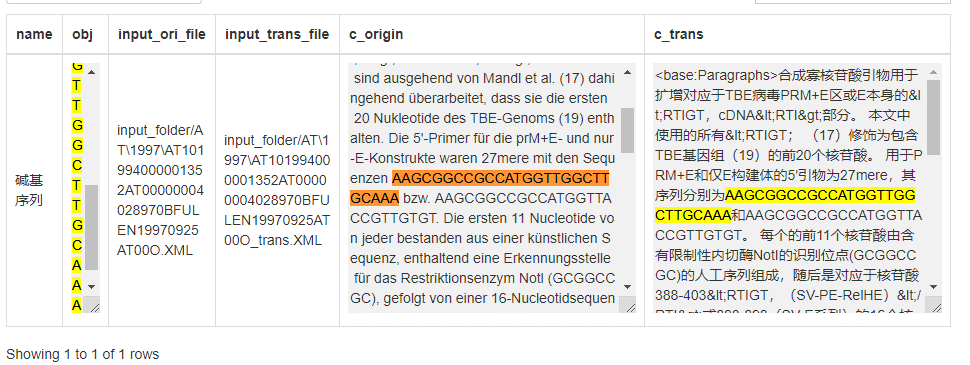 name obj input_ori_file input_trans_file c_origin c_trans
碱基
序列
G
T
T
G
G
C
T
T
G
C
A
A
A
input_folder/A
T\1997\AT101
99400000135
2AT00000004
028970BFUL
EN19970925
AT00O.XML
input_folder/AT\1
997\AT10199400
0001352AT0000
0004028970BFU
LEN19970925AT
00O_trans.XML
sind ausgehend von Mandl et al. (17) dahi
ngehend überarbeitet, dass sie die ersten
20 Nukleotide des TBE-Genoms (19) enth
alten. Die 5'-Primer für die prM+E- und nur
-E-Konstrukte waren 27mere mit den Sequ
enzen AAGCGGCCGCCATGGTTGGCTT
GCAAA bzw. AAGCGGCCGCCATGGTTA
CCGTTGTGT. Die ersten 11 Nucleotide vo
n jeder bestanden aus einer künstlichen S
equenz, enthaltend eine Erkennungsstelle
für das Restriktionsenzym NotI (GCGGCC
GC), gefolgt von einer 16-Nucleotidsequen
<base:Paragraphs>合成寡核苷酸引物用于
扩增对应于TBE病毒PRM+E区或E本身的&l
t;RTIGT，cDNA&lt;RTI&gt;部分。 本文中
使用的所有&lt;RTIGT； （17）修饰为包含
TBE基因组（19）的前20个核苷酸。 用于P
RM+E和仅E构建体的5'引物为27mere，其
序列分别为AAGCGGCCGCCATGGTTGG
CTTGCAAA和AAGCGGCCGCCATGGTTA
CCGTTGTGT。 每个的前11个核苷酸由含
有限制性内切酶NotI的识别位点(GCGGCC
GC)的人工序列组成，随后是对应于核苷酸
388-403&lt;RTIGT，（SV-PE-RelHE）&lt;/
Showing 1 to 1 of 1 rows